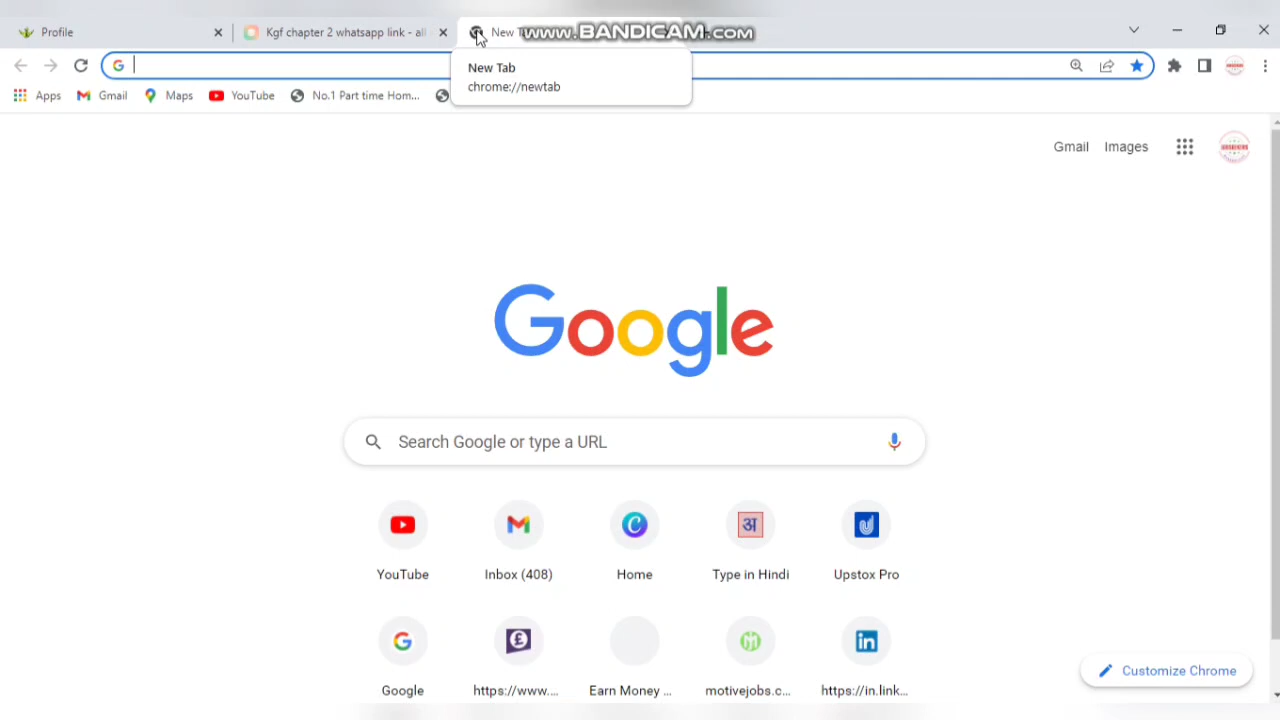 Profile
Kgf chapter 2 whatsapp link - all
New T
www.BANDICAM.com
New Tab
chrome://newtab
Apps
Gmail
Maps
YouTube
No.1 Part time Hom...
Gmail
Images
Google
Search Google or type a URL
YouTube
Inbox (408)
Home
अ
Type in Hindi
Upstox Pro
Google
https://www....
Earn Money ...
in
motivejobs.c...
https://in.link...
Customize Chrome